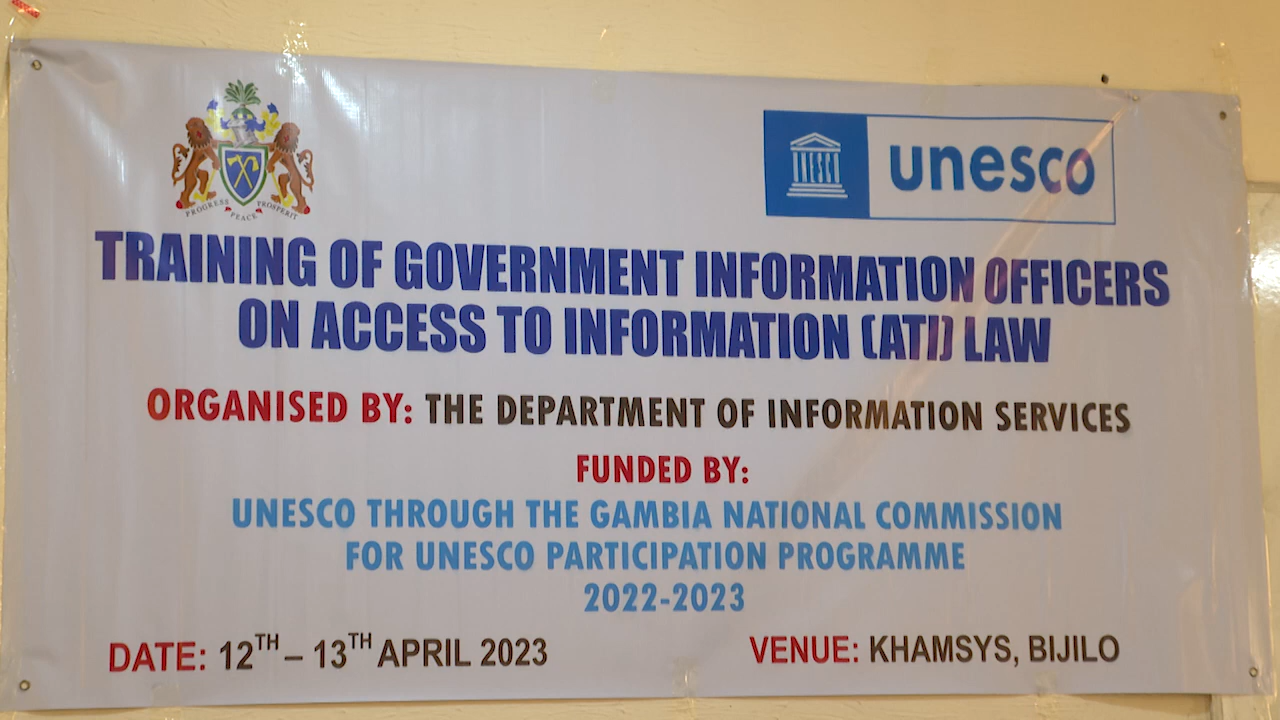 PROGRESS PEACE PROSPERIT
unesco
TRAINING OF GOVERNMENT INFORMATION OFFICERS
ON ACCESS TO INFORMATION (ATI) LAW
ORGANISED BY: THE DEPARTMENT OF INFORMATION SERVICES
FUNDED BY:
UNESCO THROUGH THE GAMBIA NATIONAL COMMISSION
FOR UNESCO PARTICIPATION PROGRAMME
2022-2023
DATE: 12TH – 13TH APRIL 2023
VENUE: KHAMSYS, BIJILO